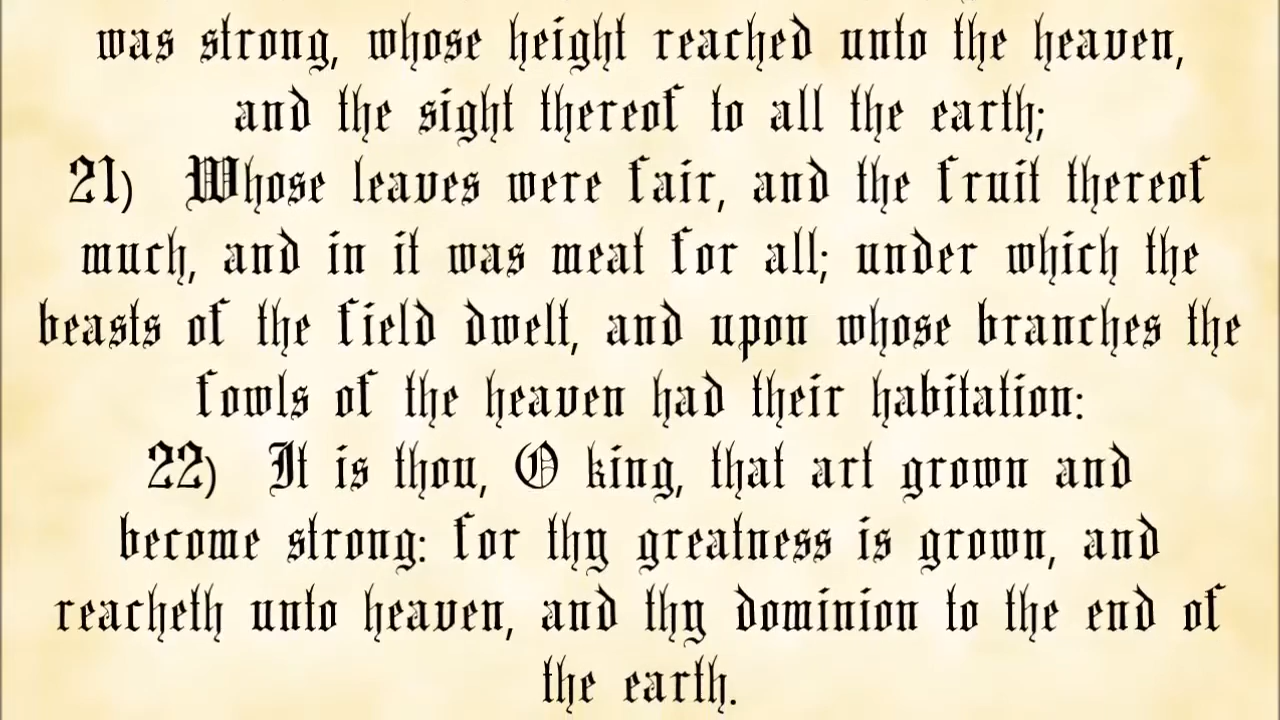 was strong, whose height reached unto the heaven,
and the sight thereof to all the earth;
21) Whose leaves were fair, and the fruit thereof
much, and in it was meat for all; under which the
beasts of the field dwelt, and upon whose branches the
fowls of the heaven had their habitation:
22) It is thou, O king, that art grown and
become strong: for thy greatness is grown, and
reacheth unto heaven, and thy dominion to the end of
the earth.